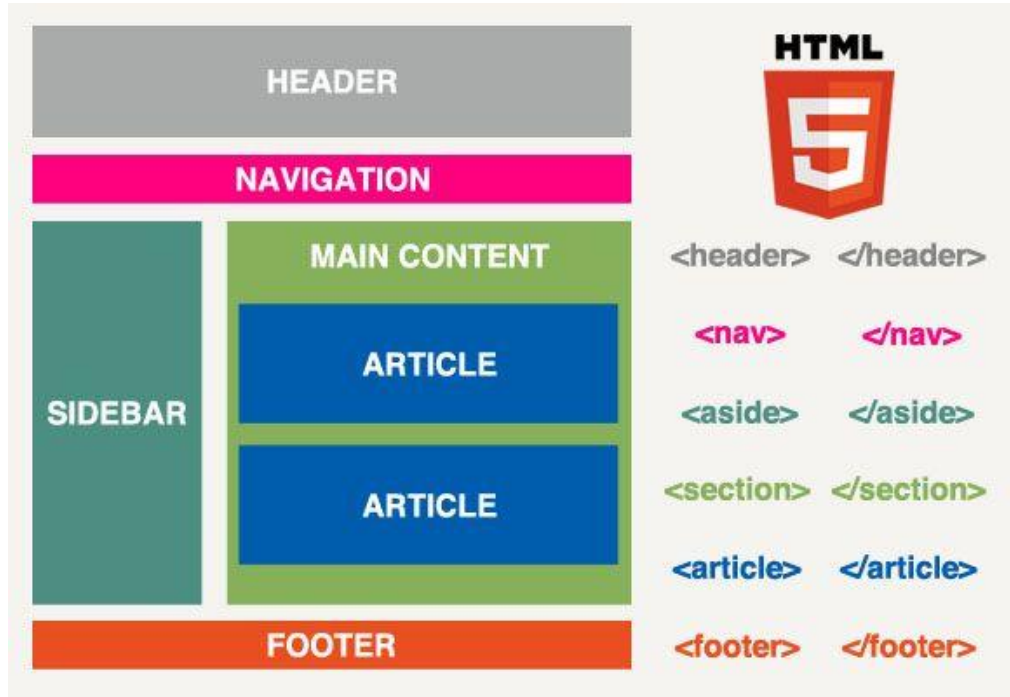 HEADER
NAVIGATION
SIDEBAR
MAIN CONTENT
ARTICLE
ARTICLE
FOOTER
HTML
5
<header> </header>
<nav> </nav>
<aside> </aside>
<section> </section>
<article> </article>
<footer> </footer>